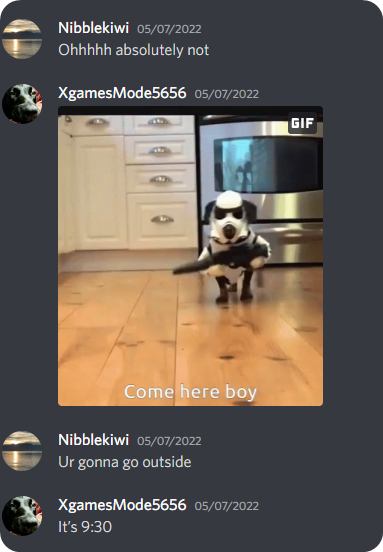 Nibblekiwi 05/07/2022
Ohhhhh absolutely not
XgamesMode5656 05/07/2022
GIF
Come here boy
Nibblekiwi 05/07/2022
Ur gonna go outside
XgamesMode5656 05/07/2022
It's 9:30